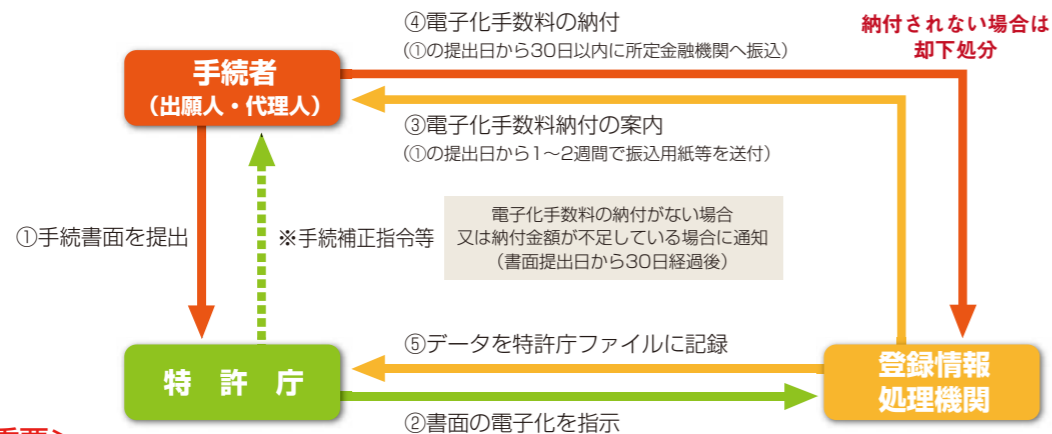 ④電子化手数料の納付
(①の提出日から30日以内に所定金融機関へ振込)
納付されない場合は
却下処分
手続者
(出願人・代理人)
③電子化手数料納付の案内
(①の提出日から1〜2週間で振込用紙等を送付)
①手続書面を提出
※手続補正指令等
電子化手数料の納付がない場合
又は納付金額が不足している場合に通知
(書面提出日から30日経過後)
⑤データを特許庁ファイルに記録
特 許 庁
登録情報
処理機関
②書面の電子化を指示